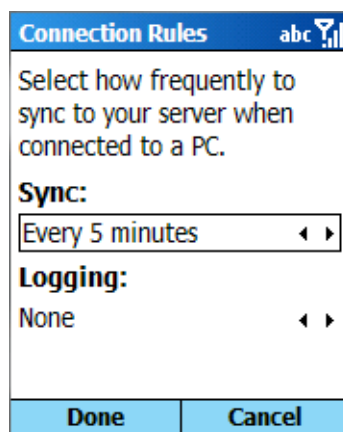 Connection Rules abc
Select how frequently to
sync to your server when
connected to a PC.
Sync:
Every 5 minutes
Logging:
None
Done Cancel